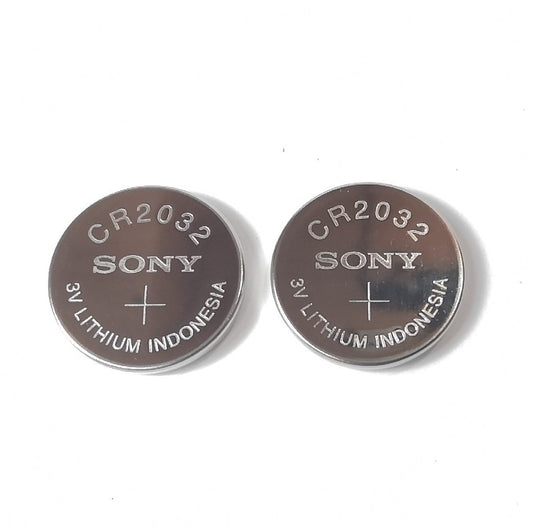 CR2032
SONY
+
3V LITHIUM INDONESIA
CR2032
SONY
+
3V LITHIUM INDONESIA